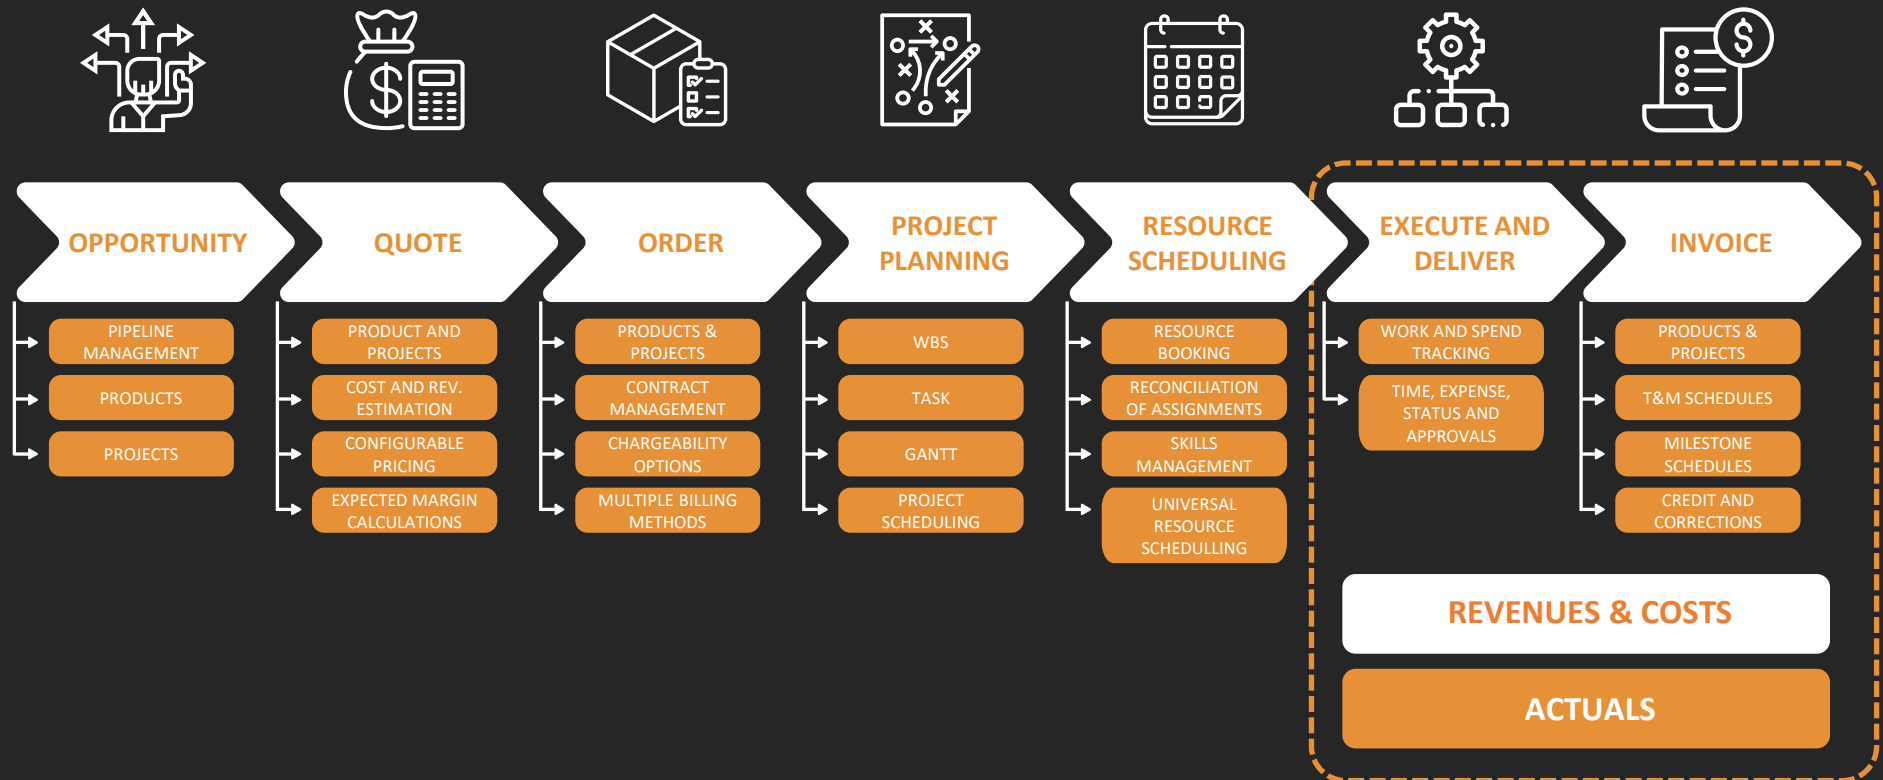 OPPORTUNITY
QUOTE
ORDER
PROJECT
PLANNING
RESOURCE
SCHEDULING
EXECUTE AND
DELIVER
INVOICE
PIPELINE
MANAGEMENT
PRODUCTS
PROJECTS
PRODUCT AND
PROJECTS
COST AND REV.
ESTIMATION
CONFIGURABLE
PRICING
EXPECTED MARGIN
CALCULATIONS
PRODUCTS &
PROJECTS
CONTRACT
MANAGEMENT
CHARGEABILITY
OPTIONS
MULTIPLE BILLING
METHODS
WBS
TASK
GANTT
PROJECT
SCHEDULING
RESOURCE
BOOKING
RECONCILIATION
OF ASSIGNMENTS
SKILLS
MANAGEMENT
UNIVERSAL
RESOURCE
SCHEDULLING
WORK AND SPEND
TRACKING
TIME, EXPENSE,
STATUS AND
APPROVALS
PRODUCTS &
PROJECTS
T&M SCHEDULES
MILESTONE
SCHEDULES
CREDIT AND
CORRECTIONS
REVENUES & COSTS
ACTUALS